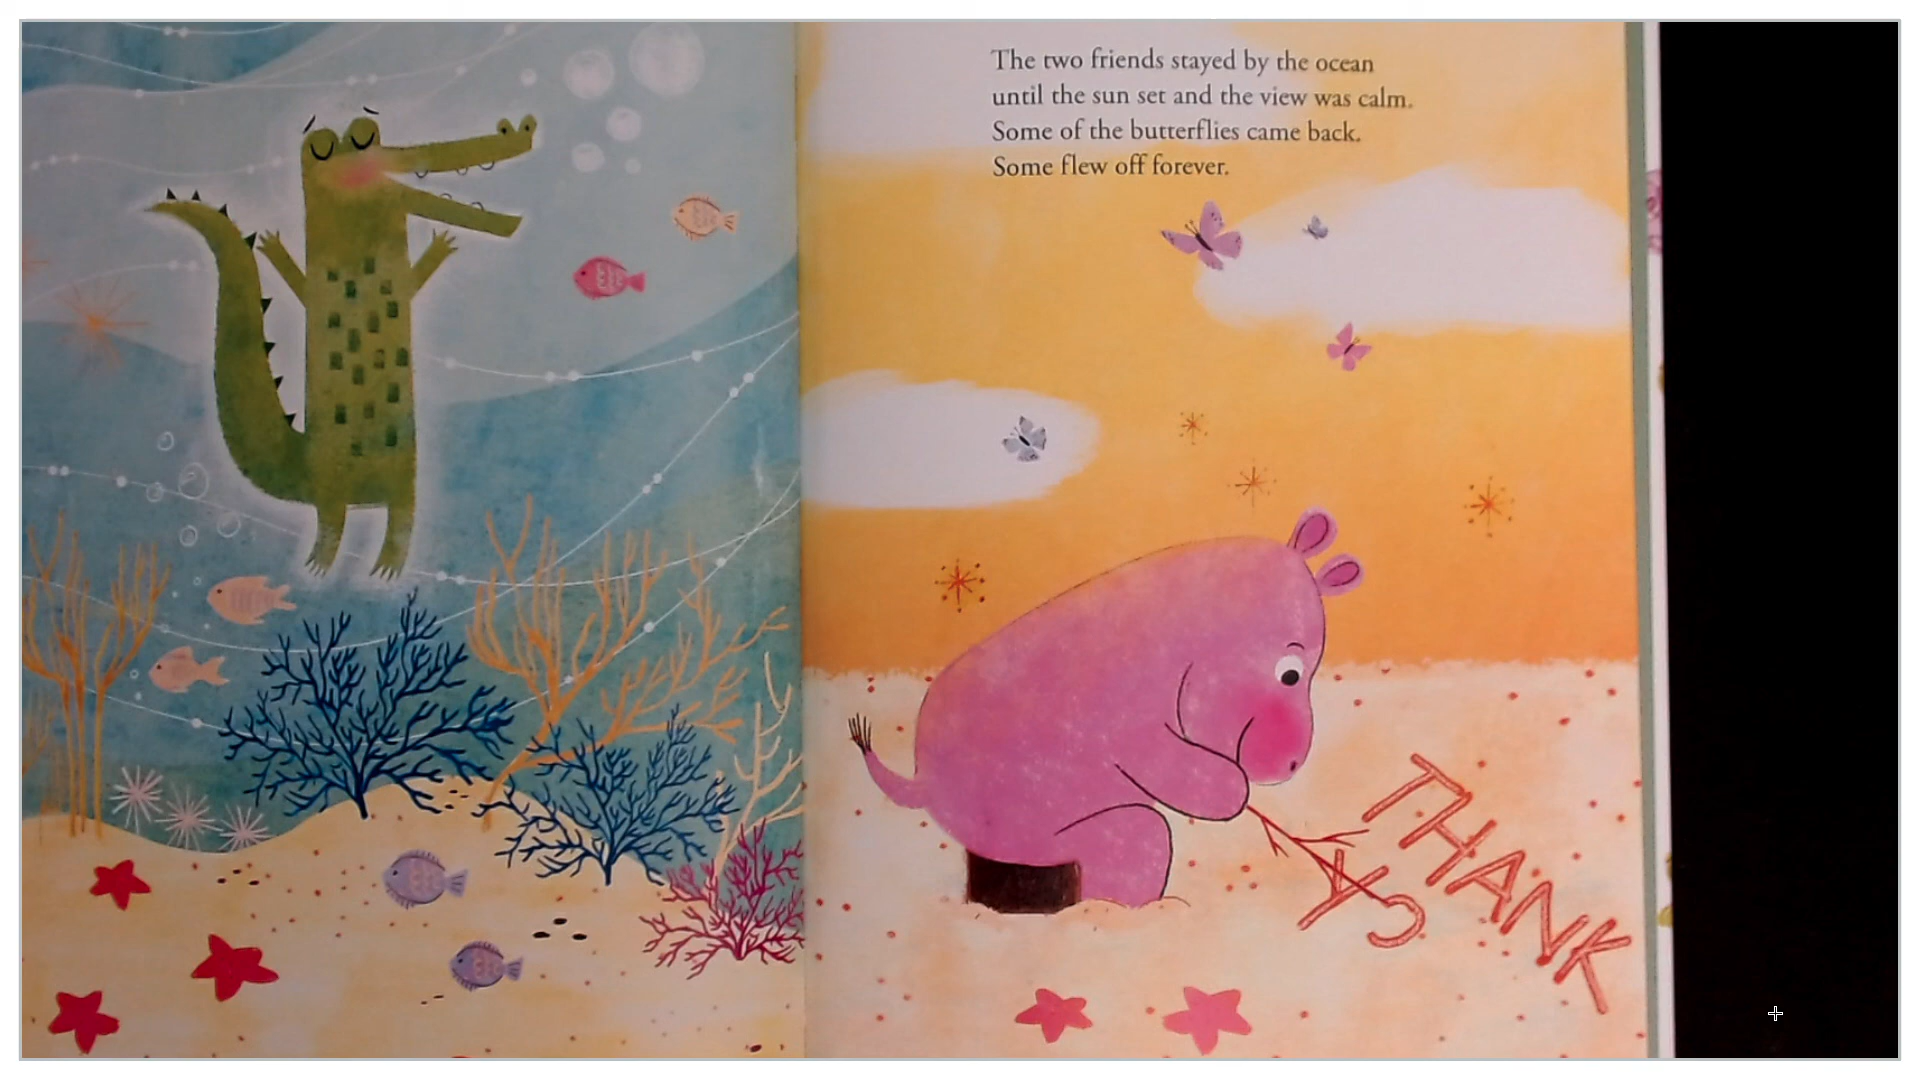 The two friends stayed by the ocean
until the sun set and the view was calm.
Some of the butterflies came back.
Some flew off forever.
THANK
YO